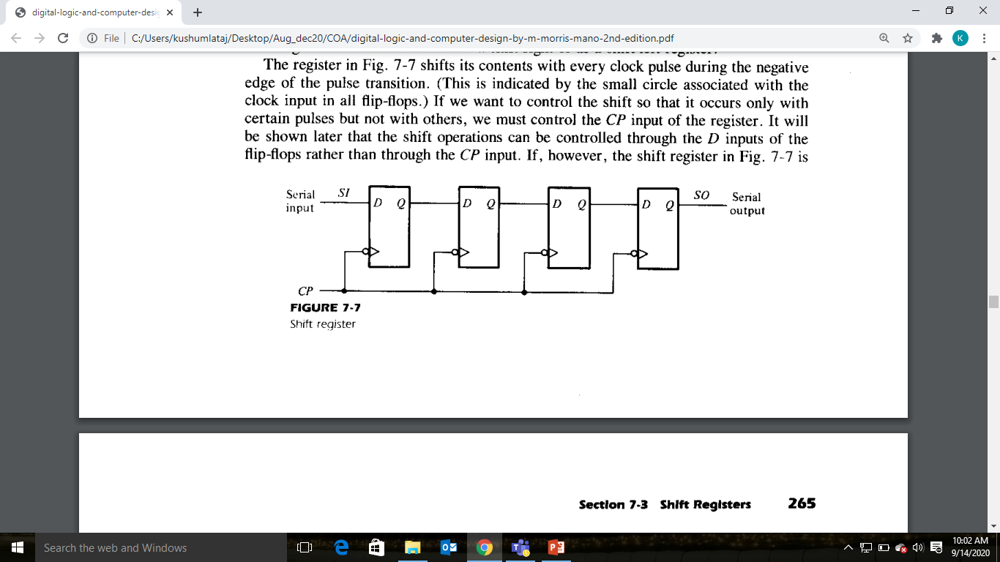 digital-logic-and-computer-desig
File C:/Users/kushumlataj/Desktop/Aug_dec20/COA/digital-logic-and-computer-design-by-m-morris-mano-2nd-edition.pdf
K
The register in Fig. 7-7 shifts its contents with every clock pulse during the negative
edge of the pulse transition. (This is indicated by the small circle associated with the
clock input in all flip-flops.) If we want to control the shift so that it occurs only with
certain pulses but not with others, we must control the CP input of the register. It will
be shown later that the shift operations can be controlled through the D inputs of the
flip-flops rather than through the CP input. If, however, the shift register in Fig. 7-7 is
Serial input
SI
D Q
D Q
D Q
D Q
SO
Serial output
CP
FIGURE 7-7
Shift register
Section 7-3 Shift Registers 265
Search the web and Windows
10:02 AM
9/14/2020